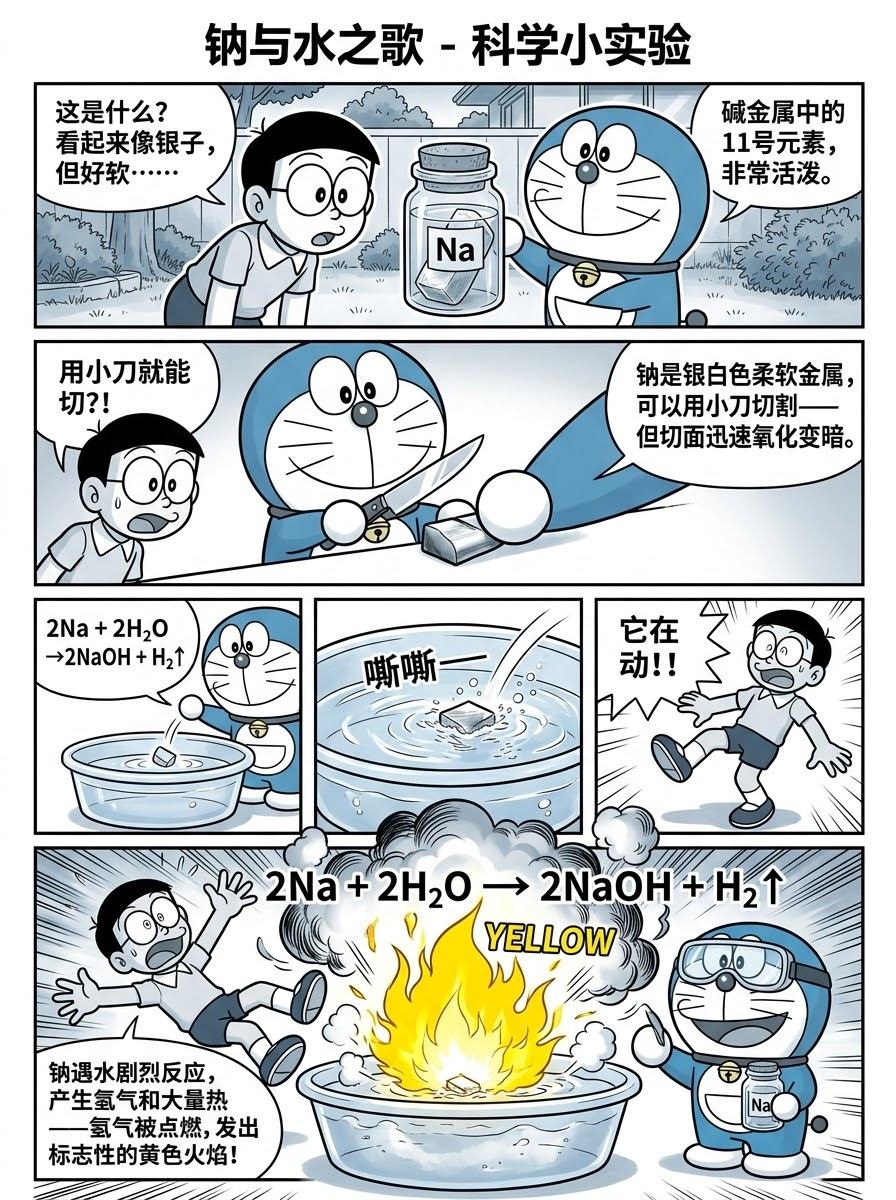 钠与水之歌 - 科学小实验
这是什么？
看起来像银子，
但好软……
碱金属中的
11号元素，
非常活泼。
Na
用小刀就能
切?!
钠是银白色柔软金属，
可以用小刀切割——
但切面迅速氧化变暗。
2Na + 2H₂O
→2NaOH + H₂↑
嘶嘶——
它在
动!!
2Na + 2H₂O → 2NaOH + H₂↑
YELLOW
钠遇水剧烈反应，
产生氢气和大量热
——氢气被点燃，发出
标志性的黄色火焰！
Na